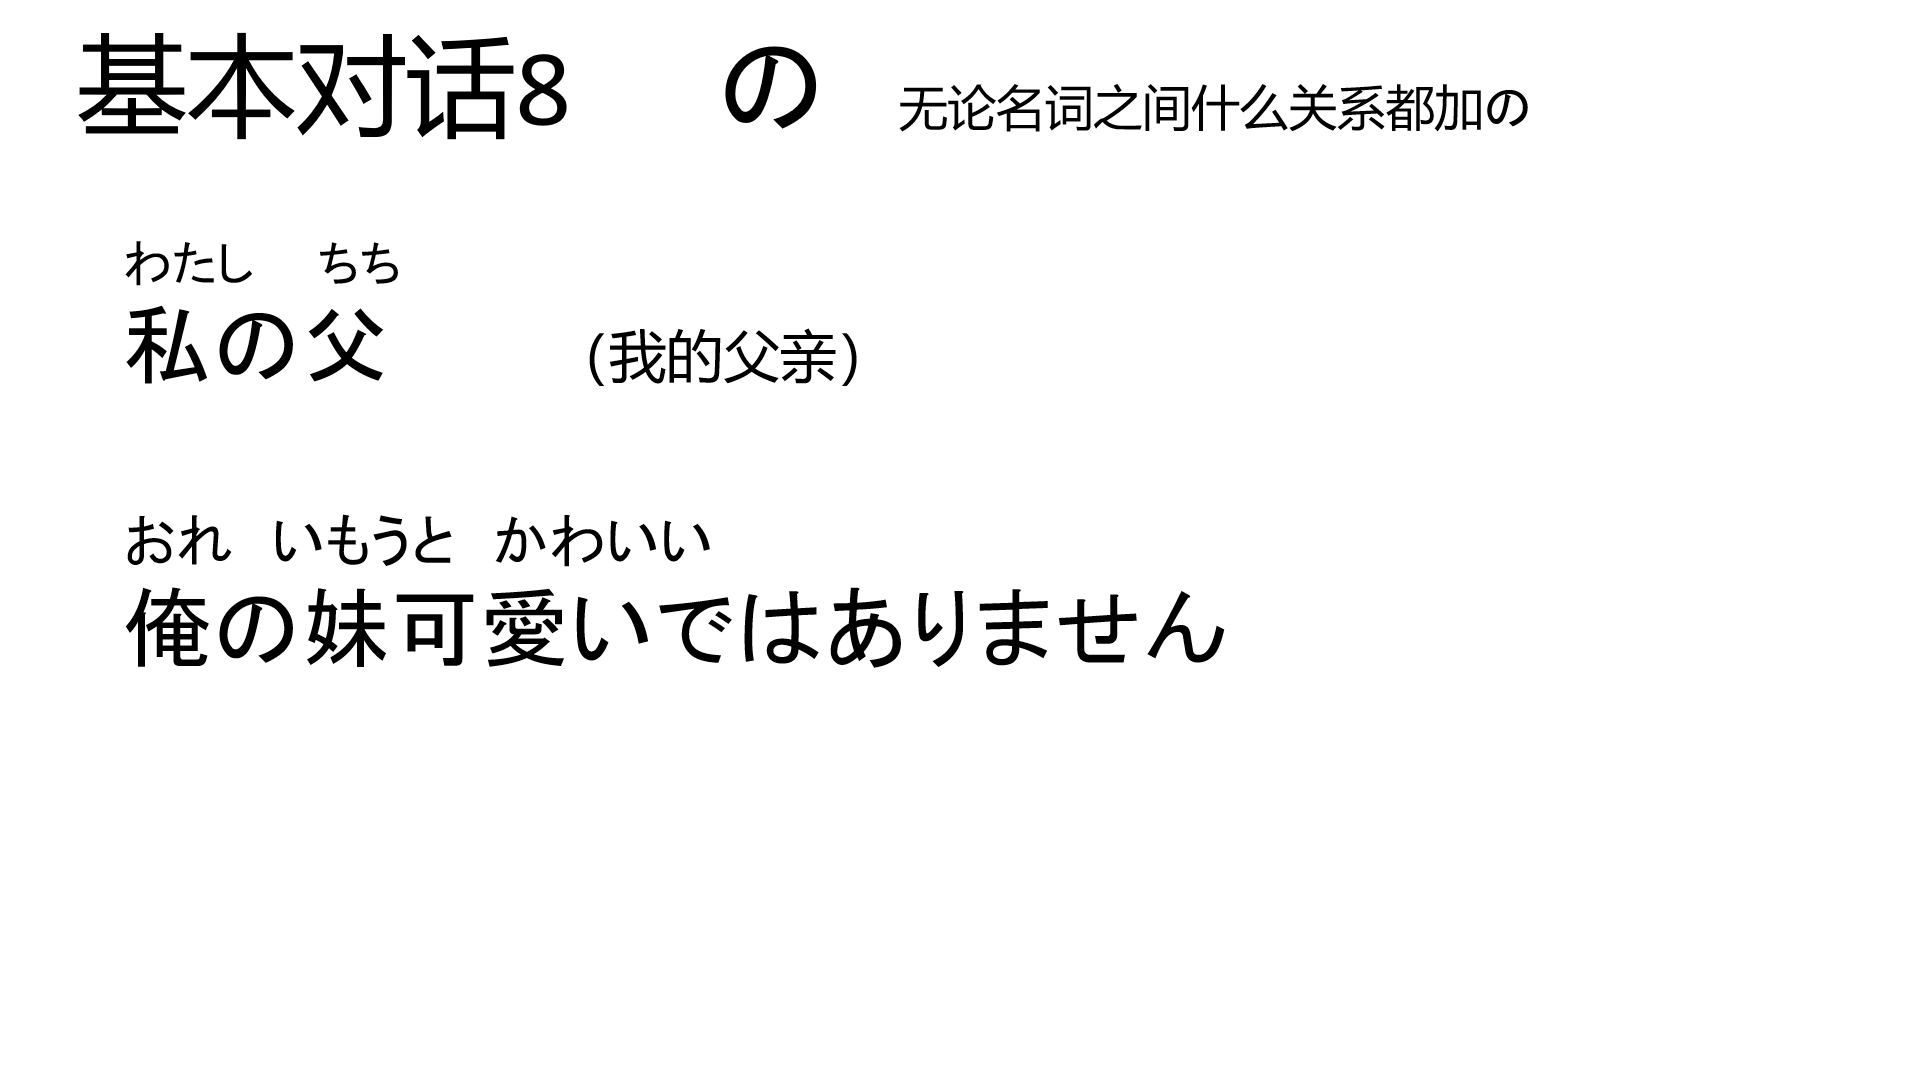 基本对话8 の 无论名词之间什么关系都加の
わたし ちち
私の父 （我的父亲）
おれ いもうと かわいい
俺の妹可愛いではありません